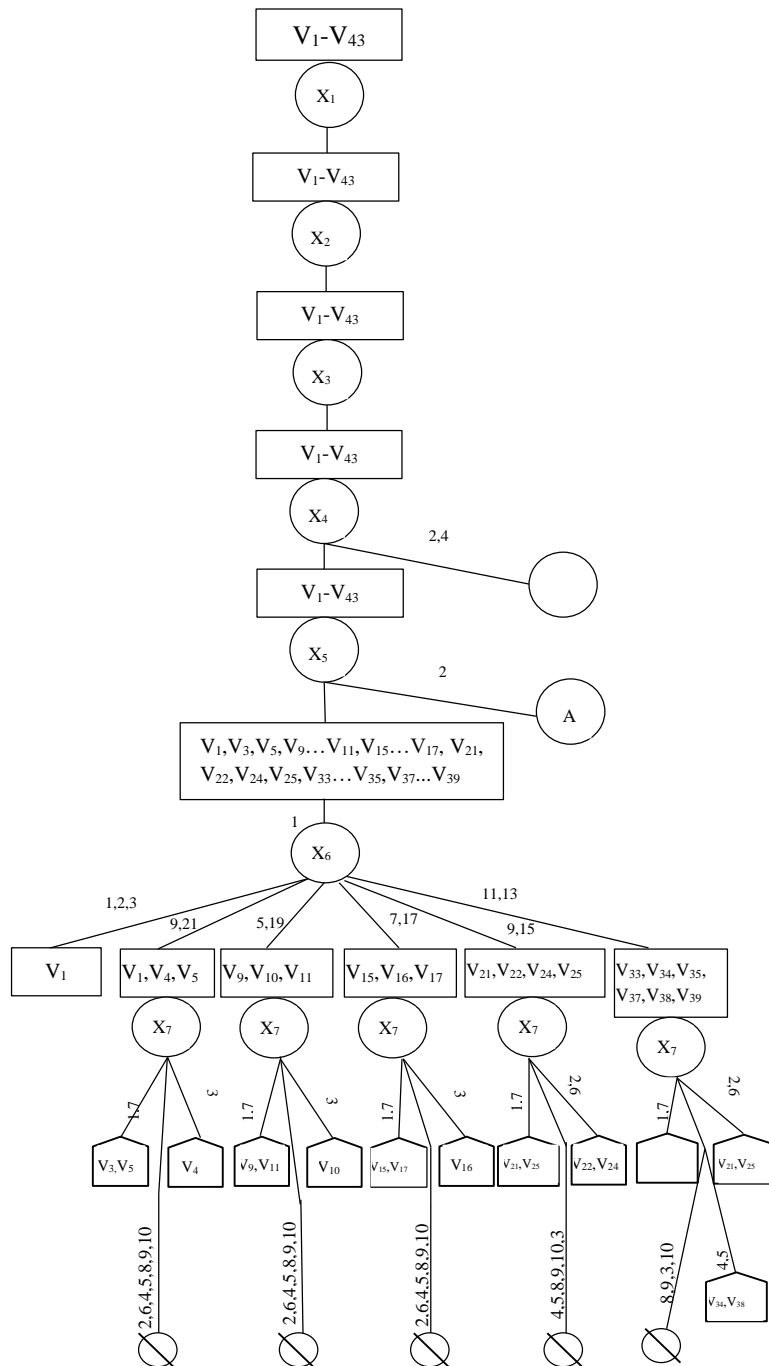 V₁-V₄₃
X₁
V₁-V₄₃
X₂
V₁-V₄₃
X₃
V₁-V₄₃
X₄
2,4
V₁-V₄₃
X₅
2
A
V₁,V₃,V₅,V₉…V₁₁,V₁₅…V₁₇, V₂₁,
V₂₂,V₂₄,V₂₅,V₃₃…V₃₅,V₃₇...V₃₉
1
X₆
1,2,3
9,21
5,19
7,17
9,15
11,13
V₁
V₁,V₄,V₅
V₉,V₁₀,V₁₁
V₁₅,V₁₆,V₁₇
V₂₁,V₂₂,V₂₄,V₂₅
V₃₃,V₃₄,V₃₅,
V₃₇,V₃₈,V₃₉
X₇
X₇
X₇
X₇
X₇
1.7
3
1.7
3
1.7
3
1.7
2,6
1.7
2,6
V₃,V₅
V₄
V₉,V₁₁
V₁₀
V₁₅,V₁₇
V₁₆
V₂₁,V₂₅
V₂₂,V₂₄
V₂₁,V₂₅
2,6,4,5,8,9,10
2,6,4,5,8,9,10
2,6,4,5,8,9,10
4,5,8,9,10,3
8,9,3,10
4,5
V₃₄,V₃₈